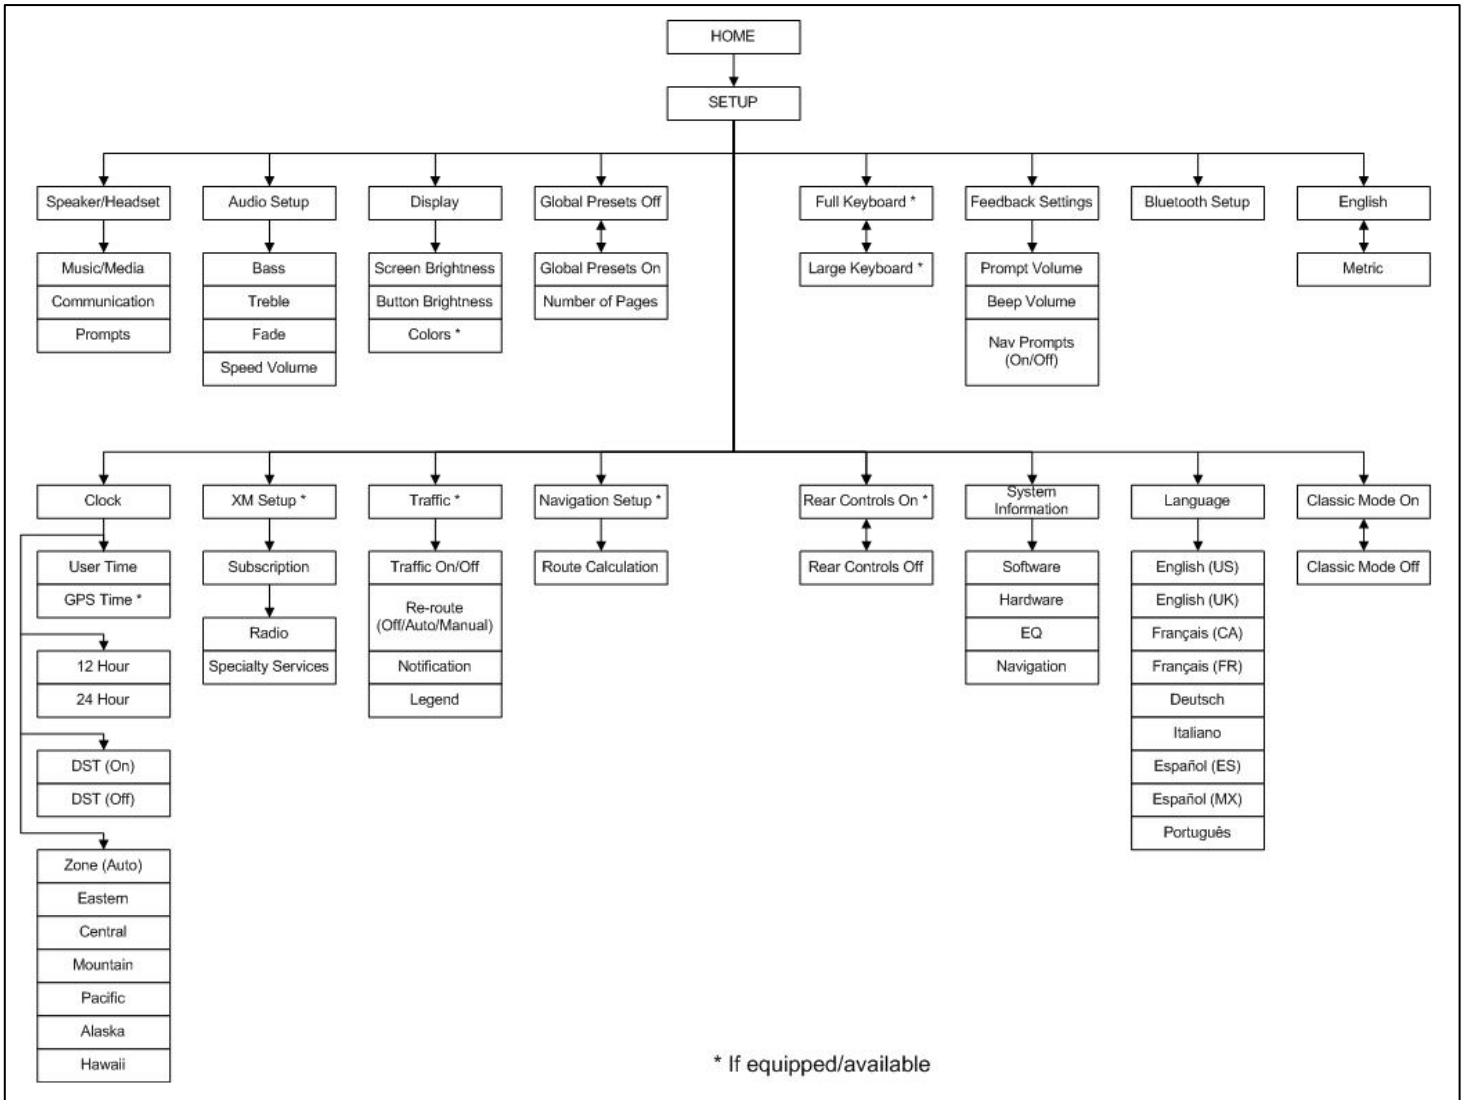 HOME
SETUP
Speaker/Headset
Audio Setup
Display
Global Presets Off
Full Keyboard *
Feedback Settings
Bluetooth Setup
English
Music/Media
Communication
Prompts
Bass
Treble
Fade
Speed Volume
Screen Brightness
Button Brightness
Colors *
Global Presets On
Number of Pages
Large Keyboard *
Prompt Volume
Beep Volume
Nav Prompts
(On/Off)
Metric
Clock
XM Setup *
Traffic *
Navigation Setup *
Rear Controls On *
System
Information
Language
Classic Mode On
User Time
GPS Time *
12 Hour
24 Hour
DST (On)
DST (Off)
Zone (Auto)
Eastern
Central
Mountain
Pacific
Alaska
Hawaii
Subscription
Radio
Specialty Services
Traffic On/Off
Re-route
(Off/Auto/Manual)
Notification
Legend
Route Calculation
Rear Controls Off
Software
Hardware
EQ
Navigation
English (US)
English (UK)
Français (CA)
Français (FR)
Deutsch
Italiano
Español (ES)
Español (MX)
Português
Classic Mode Off
* If equipped/available